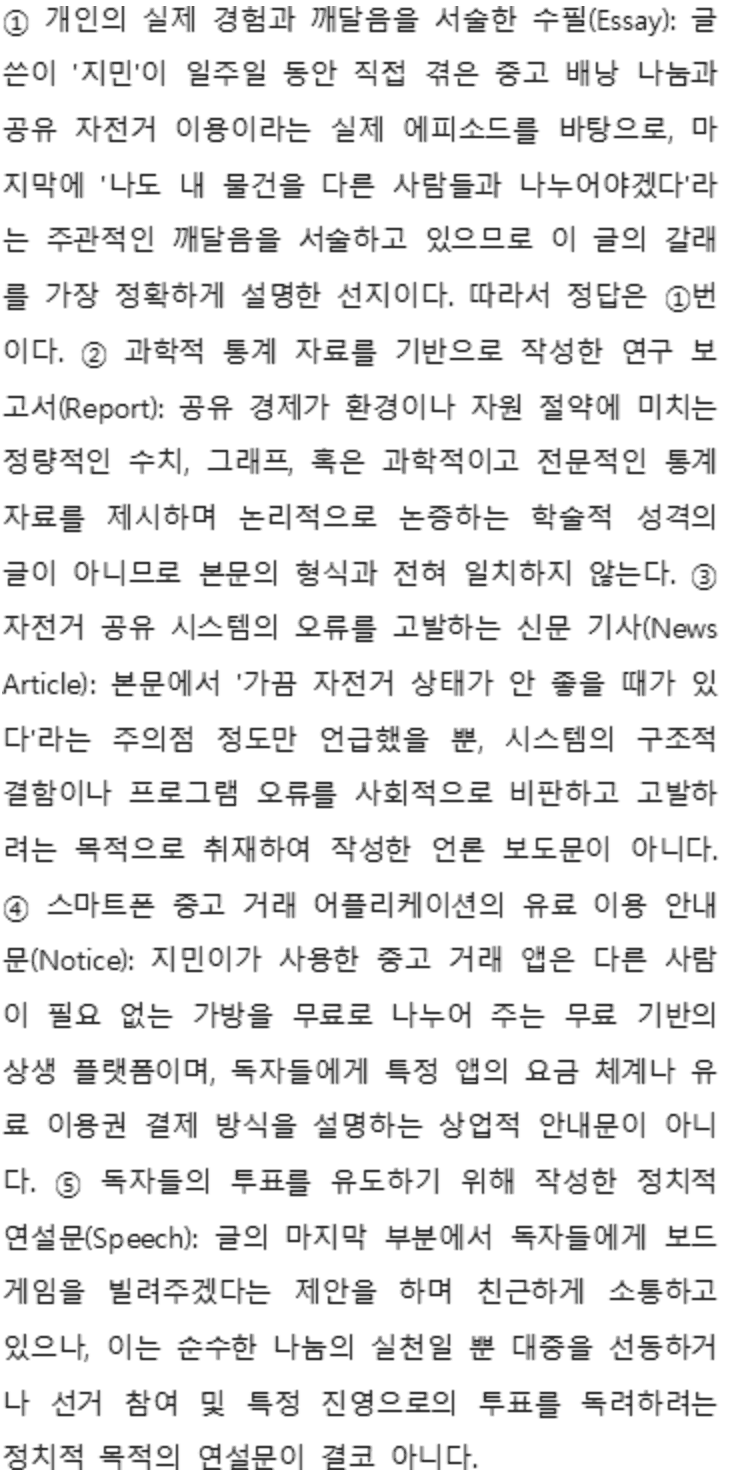 ① 개인의 실제 경험과 깨달음을 서술한 수필(Essay): 글
쓴이 '지민'이 일주일 동안 직접 겪은 중고 배낭 나눔과
공유 자전거 이용이라는 실제 에피소드를 바탕으로, 마
지막에 '나도 내 물건을 다른 사람들과 나누어야겠다'라
는 주관적인 깨달음을 서술하고 있으므로 이 글의 갈래
를 가장 정확하게 설명한 선지이다. 따라서 정답은 ①번
이다. ② 과학적 통계 자료를 기반으로 작성한 연구 보
고서(Report): 공유 경제가 환경이나 자원 절약에 미치는
정량적인 수치, 그래프, 혹은 과학적이고 전문적인 통계
자료를 제시하며 논리적으로 논증하는 학술적 성격의
글이 아니므로 본문의 형식과 전혀 일치하지 않는다. ③
자전거 공유 시스템의 오류를 고발하는 신문 기사(News
Article): 본문에서 '가끔 자전거 상태가 안 좋을 때가 있
다'라는 주의점 정도만 언급했을 뿐, 시스템의 구조적
결함이나 프로그램 오류를 사회적으로 비판하고 고발하
려는 목적으로 취재하여 작성한 언론 보도문이 아니다.
④ 스마트폰 중고 거래 어플리케이션의 유료 이용 안내
문(Notice): 지민이가 사용한 중고 거래 앱은 다른 사람
이 필요 없는 가방을 무료로 나누어 주는 무료 기반의
상생 플랫폼이며, 독자들에게 특정 앱의 요금 체계나 유
료 이용권 결제 방식을 설명하는 상업적 안내문이 아니
다. ⑤ 독자들의 투표를 유도하기 위해 작성한 정치적
연설문(Speech): 글의 마지막 부분에서 독자들에게 보드
게임을 빌려주겠다는 제안을 하며 친근하게 소통하고
있으나, 이는 순수한 나눔의 실천일 뿐 대중을 선동하거
나 선거 참여 및 특정 진영으로의 투표를 독려하려는
정치적 목적의 연설문이 결코 아니다.